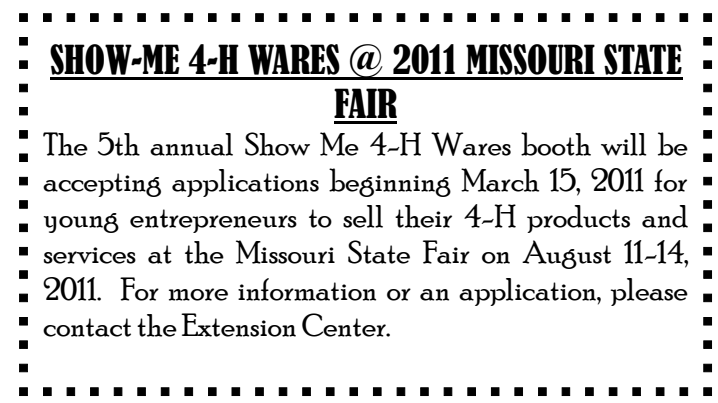 SHOW-ME 4-H WARES @ 2011 MISSOURI STATE
FAIR
The 5th annual Show Me 4-H Wares booth will be
accepting applications beginning March 15, 2011 for
young entrepreneurs to sell their 4-H products and
services at the Missouri State Fair on August 11-14,
2011. For more information or an application, please
contact the Extension Center.